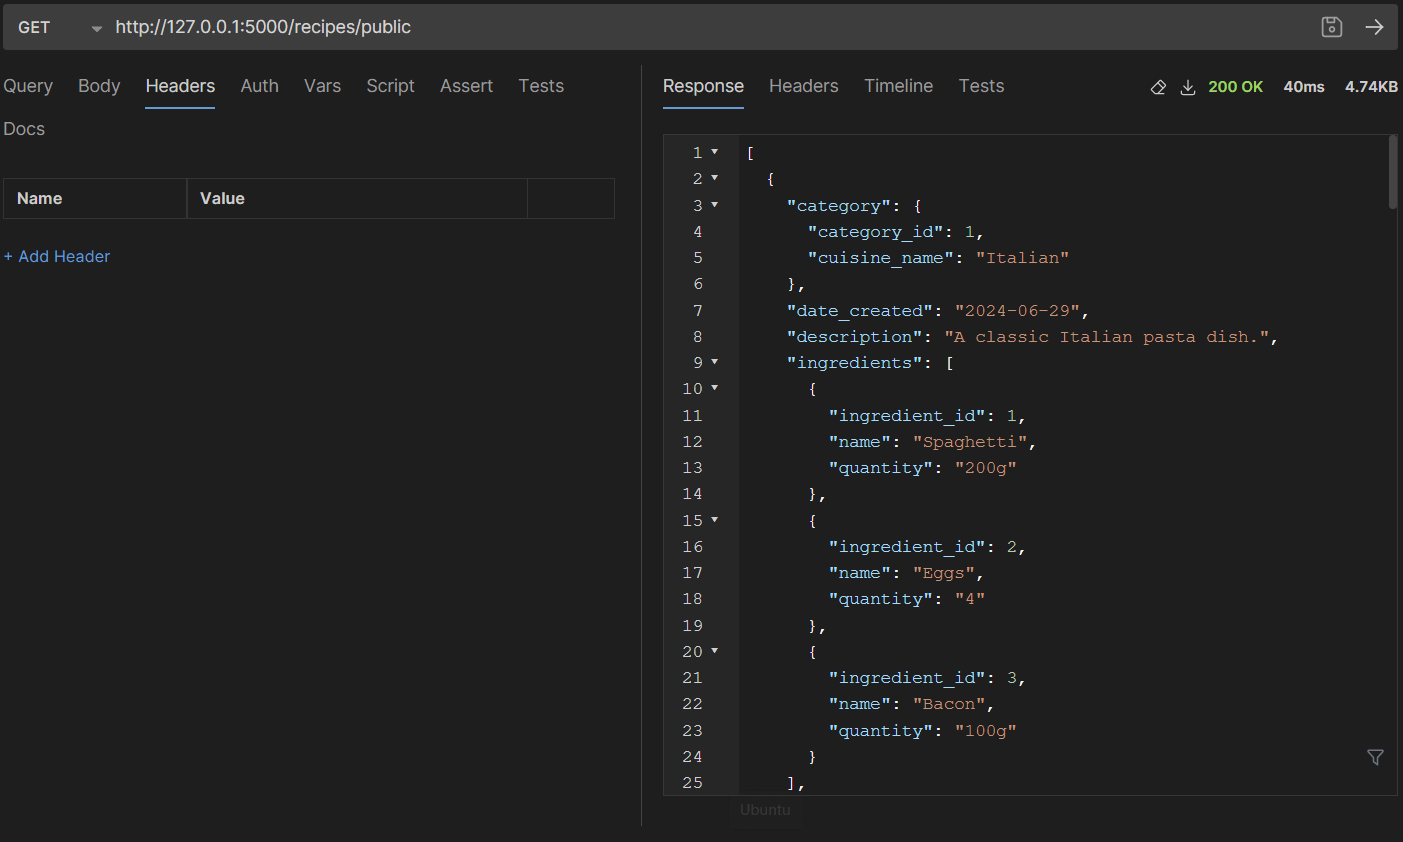 GET http://127.0.0.1:5000/recipes/public
Query Body Headers Auth Vars Script Assert Tests
Docs
Name Value
+ Add Header
Response Headers Timeline Tests 200 OK 40ms 4.74KB
1 [
2 {
3 "category": {
4 "category_id": 1,
5 "cuisine_name": "Italian"
6 },
7 "date_created": "2024-06-29",
8 "description": "A classic Italian pasta dish.",
9 "ingredients": [
10 {
11 "ingredient_id": 1,
12 "name": "Spaghetti",
13 "quantity": "200g"
14 },
15 {
16 "ingredient_id": 2,
17 "name": "Eggs",
18 "quantity": "4"
19 },
20 {
21 "ingredient_id": 3,
22 "name": "Bacon",
23 "quantity": "100g"
24 }
25 ],
Ubuntu